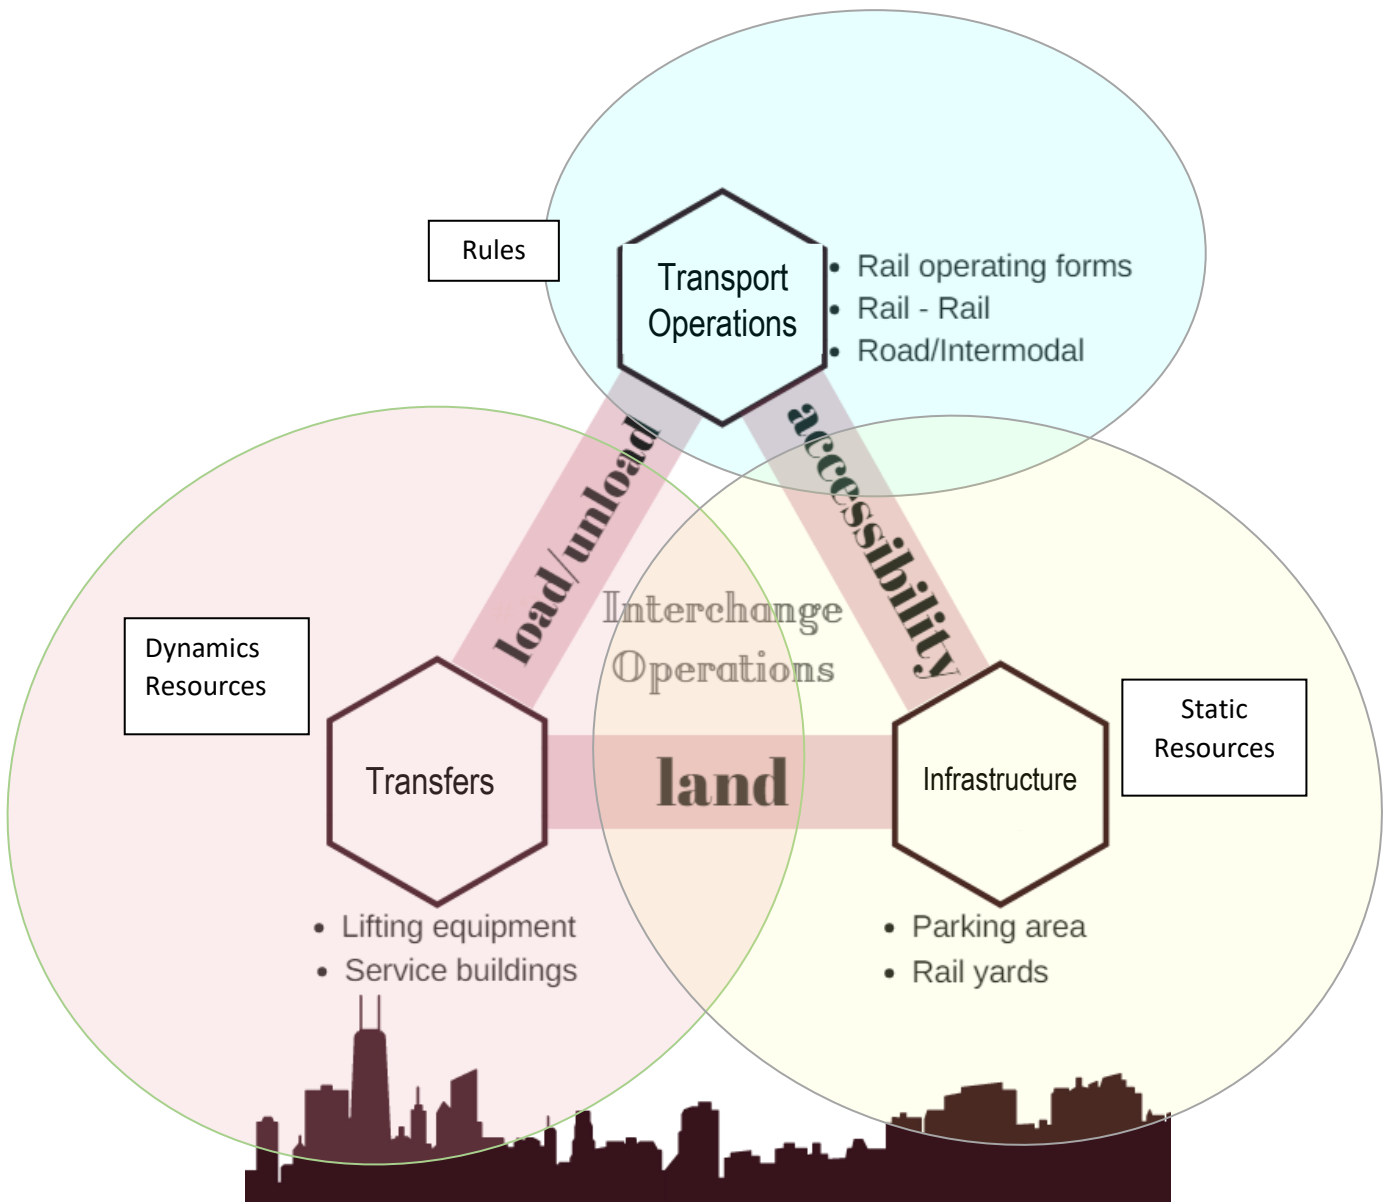 Rules
Transport
Operations
• Rail operating forms
• Rail - Rail
• Road/Intermodal
load/unload
accessibility
Interchange
Operations
Dynamics
Resources
Static
Resources
Transfers
land
Infrastructure
• Lifting equipment
• Service buildings
• Parking area
• Rail yards